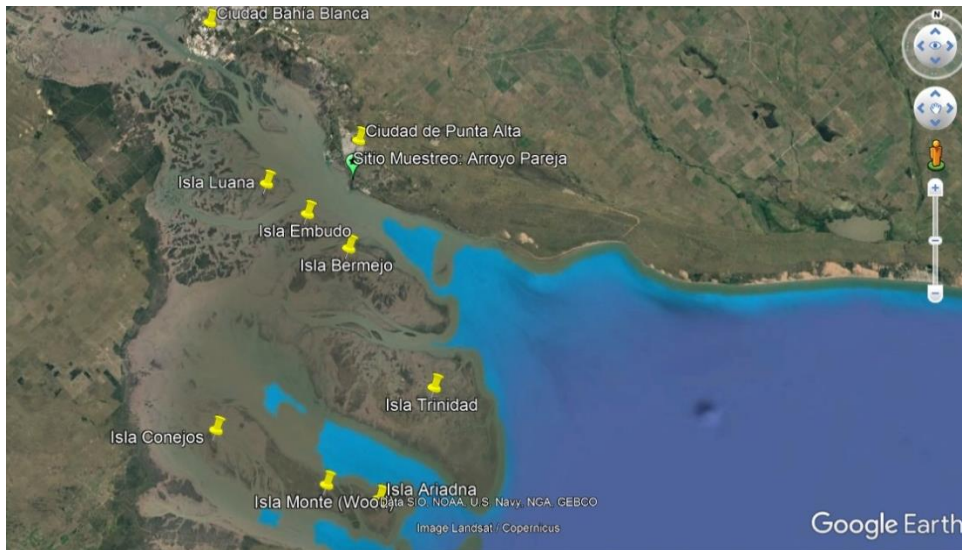 Ciudad Bahía Blanca
N
Ciudad de Punta Alta
Sitio Muestreo: Arroyo Pareja
Isla Luana
Isla Embudo
Isla Bermejo
Isla Trinidad
Isla Conejos
Isla Ariadna
Isla Monte (Wood)
Data SIO, NOAA, U.S. Navy, NGA, GEBCO
Image Landsat / Copernicus
Google Earth